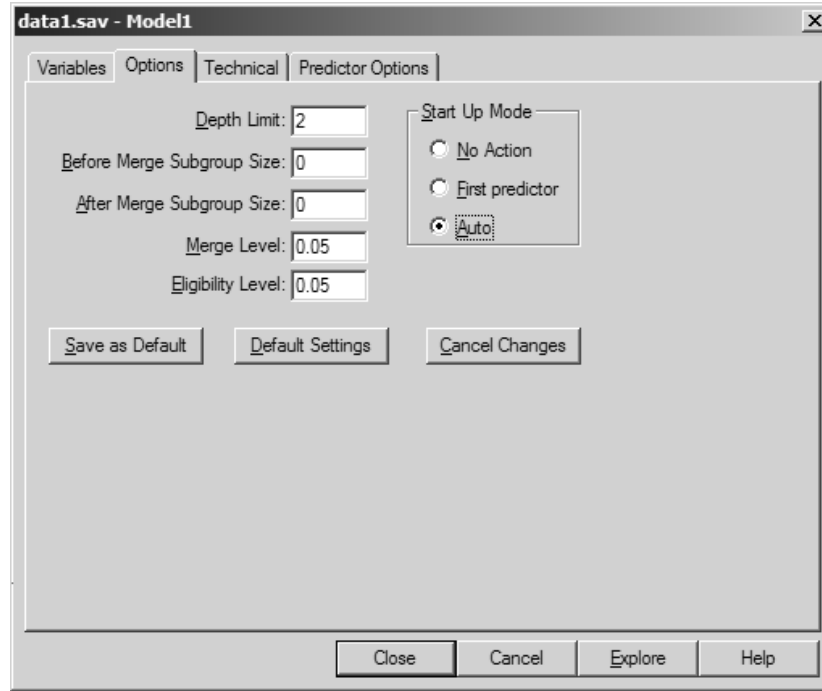 data1.sav - Model1
Variables Options Technical Predictor Options
Depth Limit: 2
Before Merge Subgroup Size: 0
After Merge Subgroup Size: 0
Merge Level: 0.05
Eligibility Level: 0.05
Start Up Mode
No Action
First predictor
Auto
Save as Default Default Settings Cancel Changes
Close Cancel Explore Help